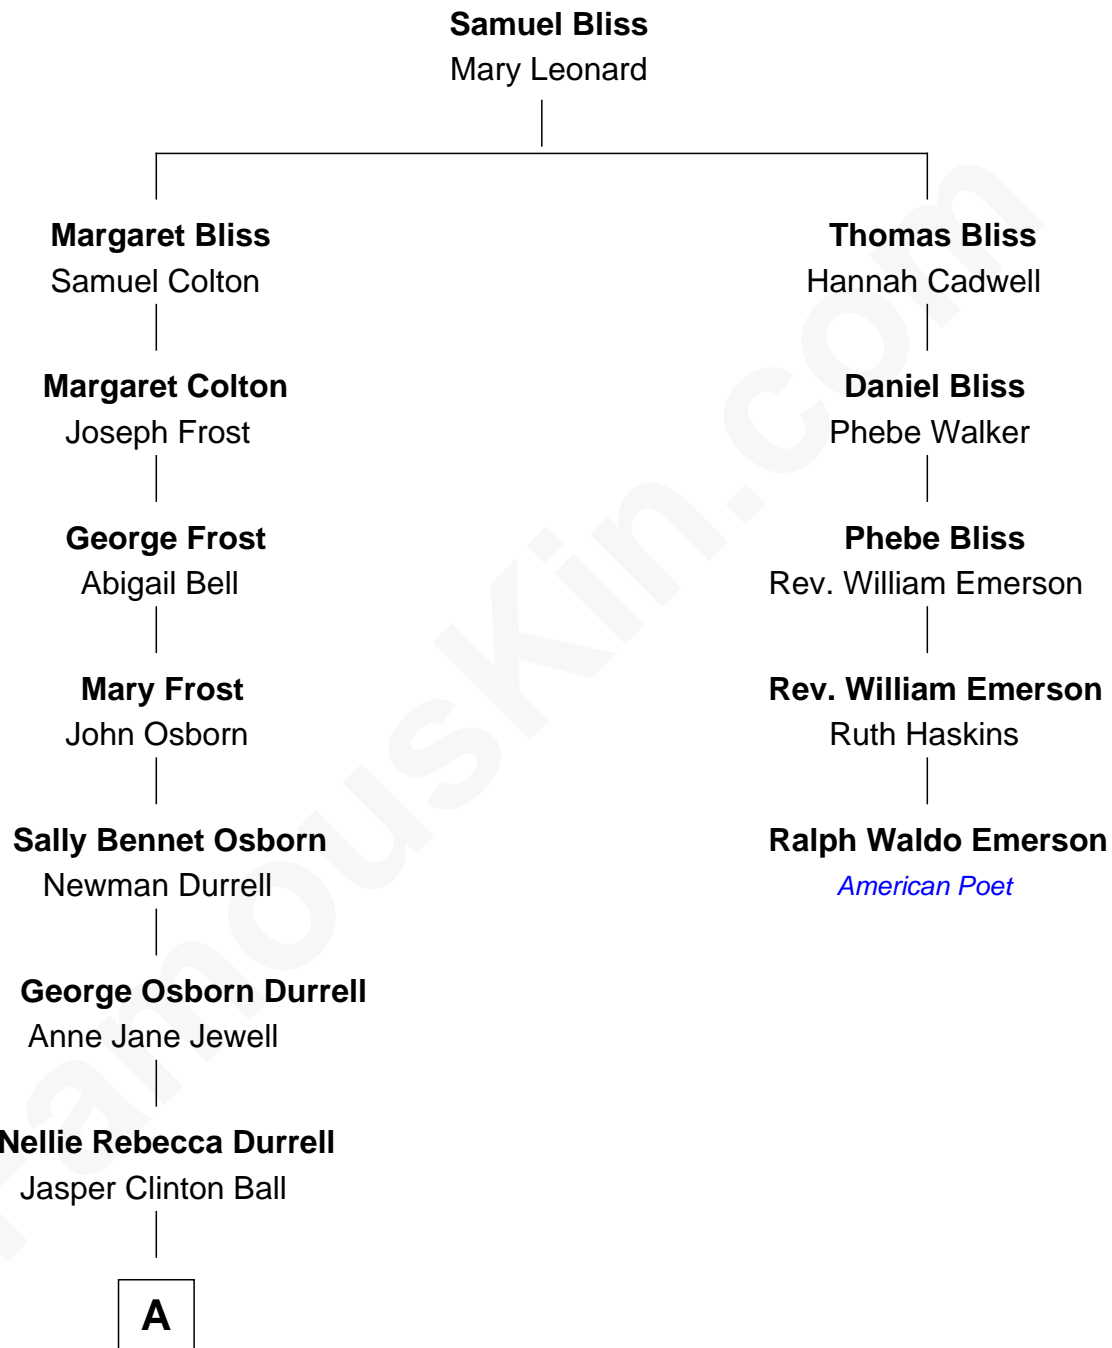 Samuel Bliss
Mary Leonard
Margaret Bliss
Samuel Colton
Thomas Bliss
Hannah Cadwell
Margaret Colton
Joseph Frost
Daniel Bliss
Phebe Walker
George Frost
Abigail Bell
Phebe Bliss
Rev. William Emerson
Mary Frost
John Osborn
Rev. William Emerson
Ruth Haskins
Sally Bennet Osborn
Newman Durrell
Ralph Waldo Emerson
American Poet
George Osborn Durrell
Anne Jane Jewell
Nellie Rebecca Durrell
Jasper Clinton Ball
A
FamousKin.com